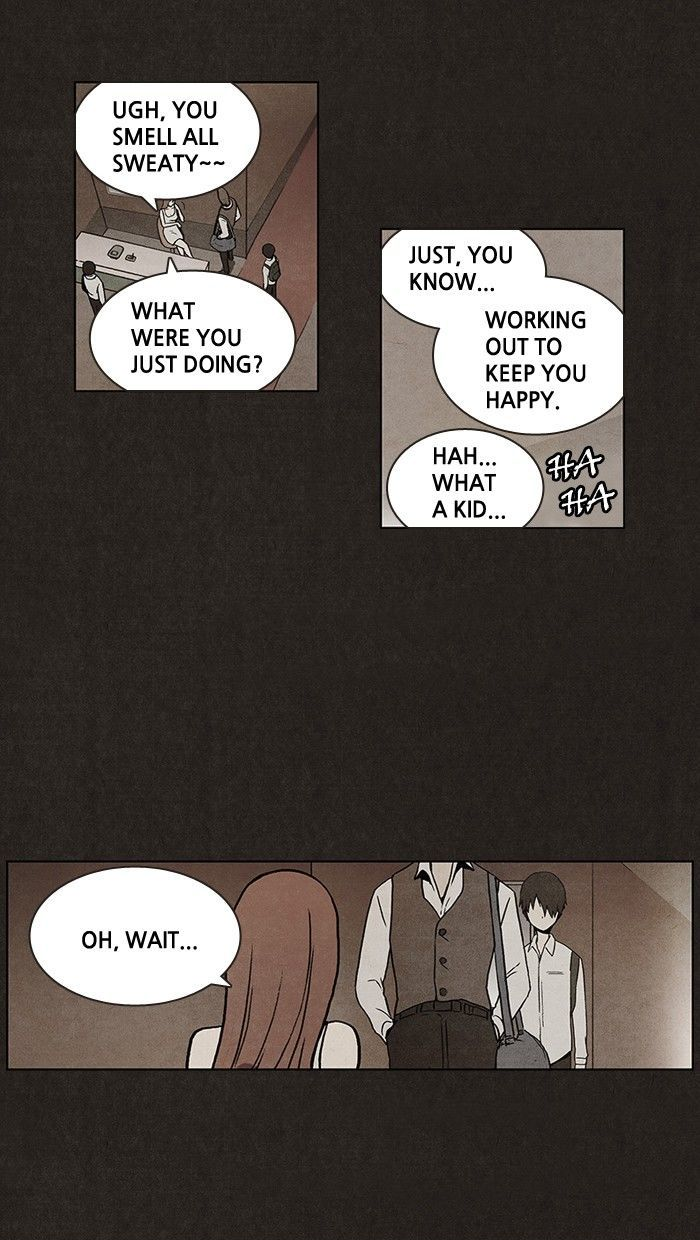 UGH, YOU
SMELL ALL
SWEATY~~
WHAT
WERE YOU
JUST DOING?
JUST, YOU
KNOW...
WORKING
OUT TO
KEEP YOU
HAPPY.
HAH...
WHAT
A KID...
HA
HA
OH, WAIT...